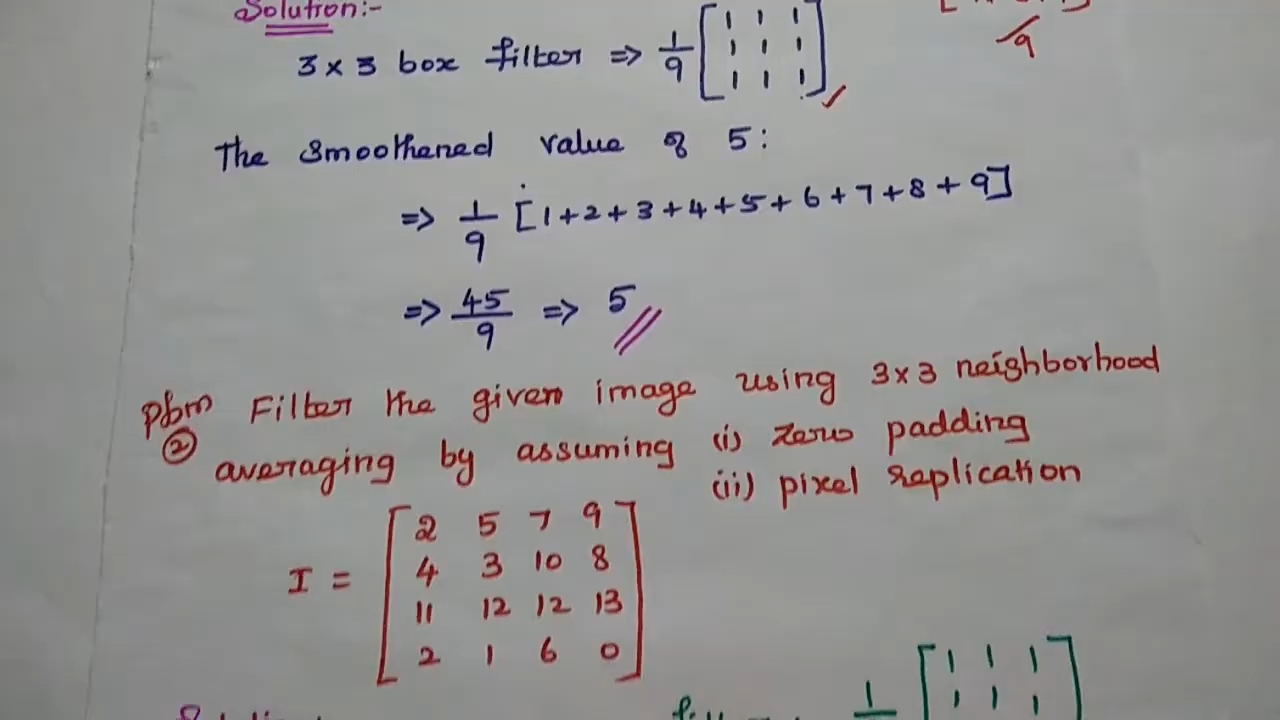 Solution:-
3 x 3 box filter ⇒ 1/9 [1 1 1
1 1 1
1 1 1] ✓
/9
The Smoothened value of 5:
⇒ 1/9 [1+2+3+4+5+6+7+8+9]
⇒ 45/9 ⇒ 5//
pbm Filter the given image using 3x3 neighborhood
② averaging by assuming (i) zero padding
(ii) pixel replication
I = [2 5 7 9
4 3 10 8
11 12 12 13
2 1 6 0]
1/ [1 1 1
1 1 1